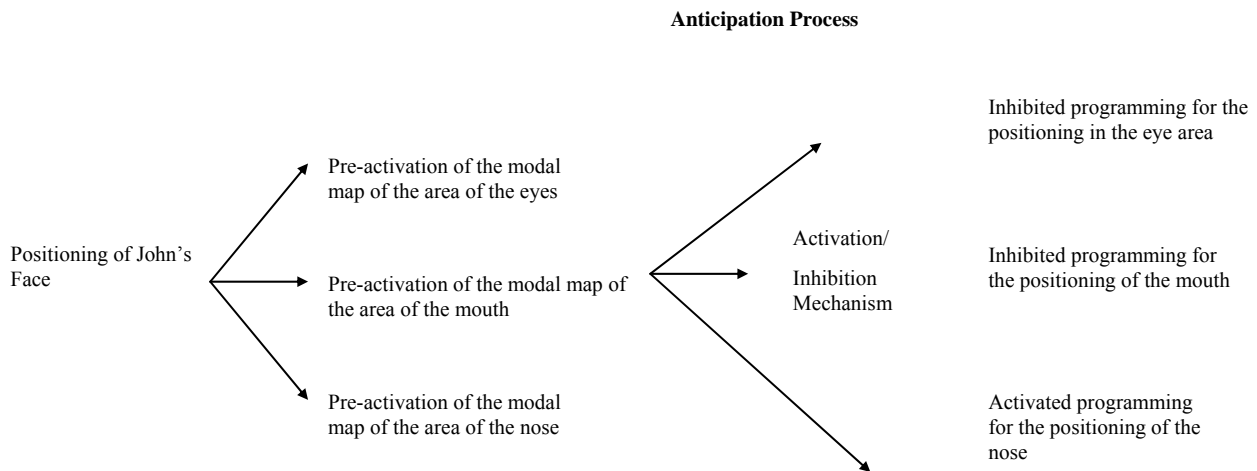 Anticipation Process
Positioning of John’s
Face
Pre-activation of the modal
map of the area of the eyes
Pre-activation of the modal map of
the area of the mouth
Pre-activation of the modal
map of the area of the nose
Activation/
Inhibition
Mechanism
Inhibited programming for the
positioning in the eye area
Inhibited programming for
the positioning of the mouth
Activated programming
for the positioning of the
nose